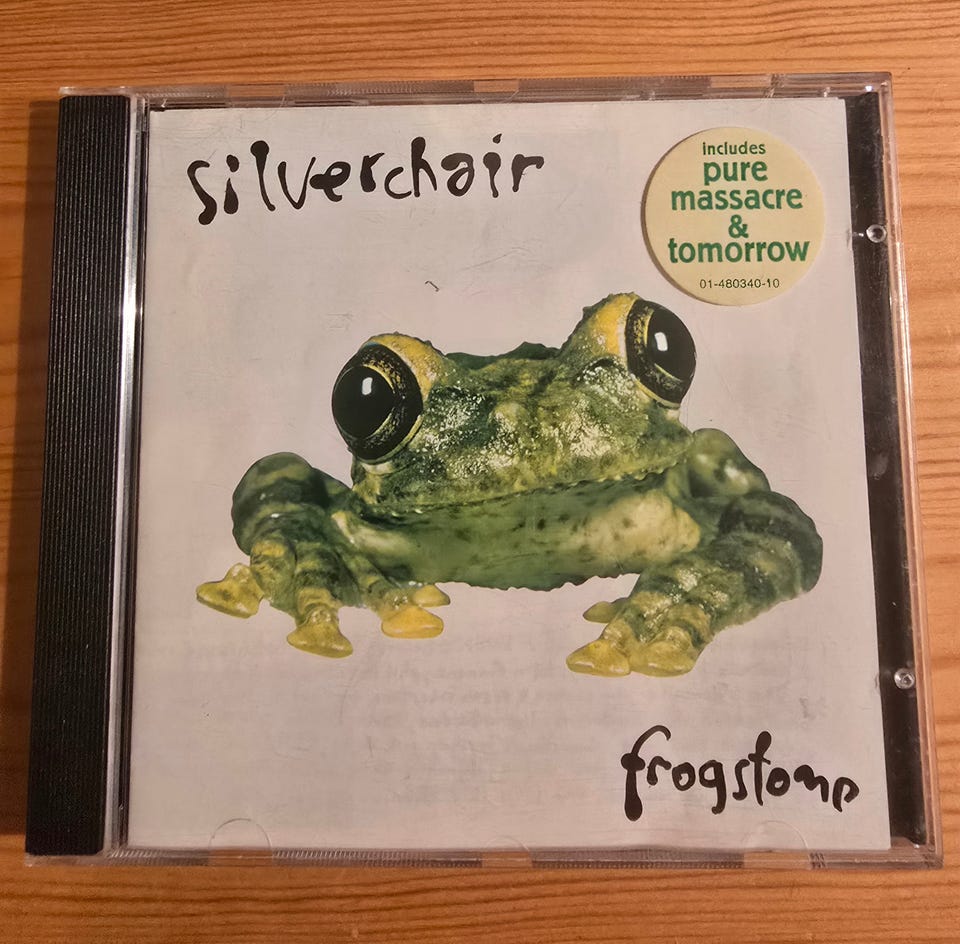 silverchair
includes
pure
massacre
&
tomorrow
01-480340-10
frogstomp